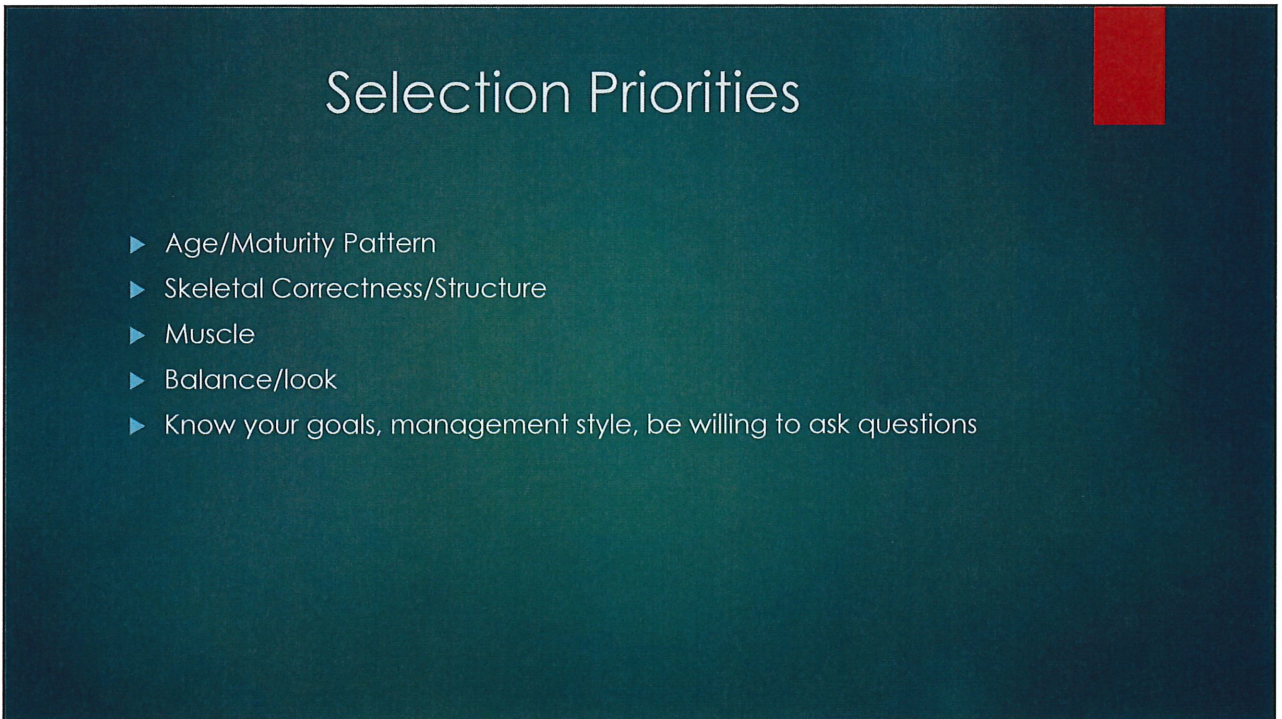 Selection Priorities
Age/Maturity Pattern
Skeletal Correctness/Structure
Muscle
Balance/look
Know your goals, management style, be willing to ask questions